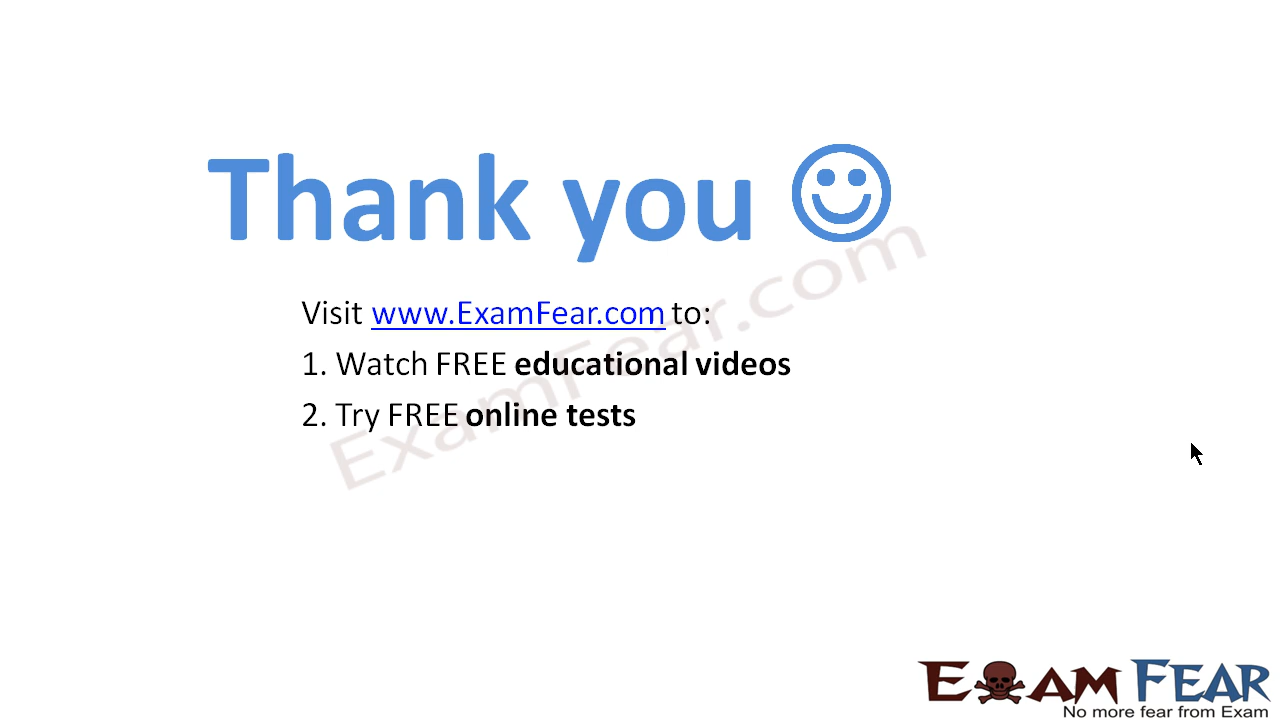 Thank you
Visit www.ExamFear.com to:
1. Watch FREE educational videos
2. Try FREE online tests
ExamFear.com
EXAM FEAR
No more fear from Exam